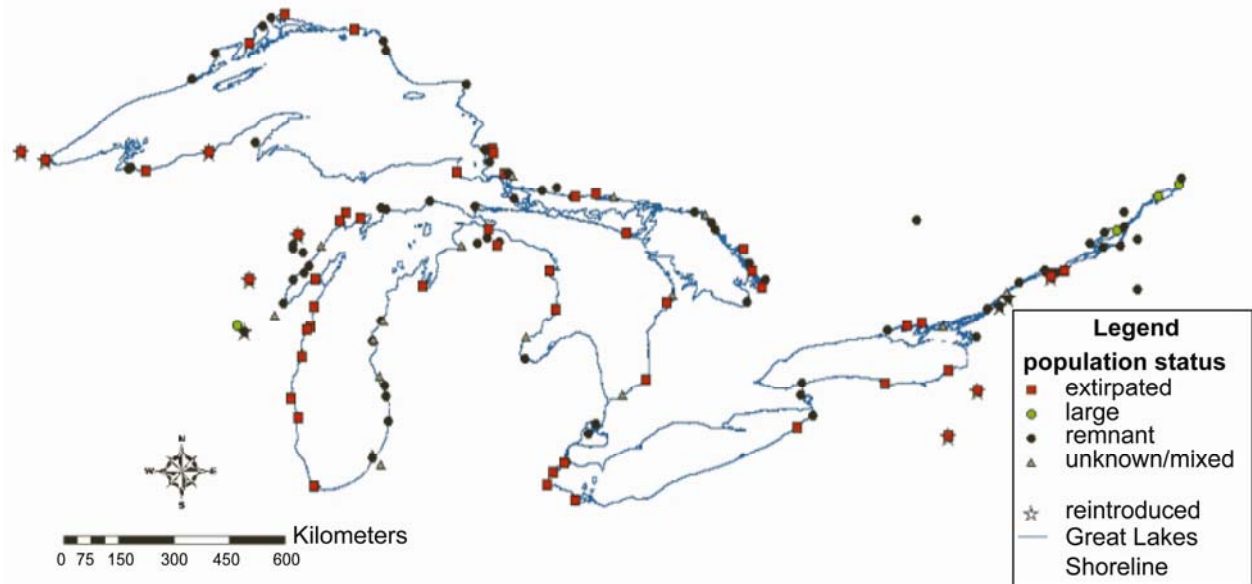 N
W E
S
Kilometers
0 75 150 300 450 600
Legend
population status
extirpated
large
remnant
unknown/mixed
reintroduced
Great Lakes
Shoreline